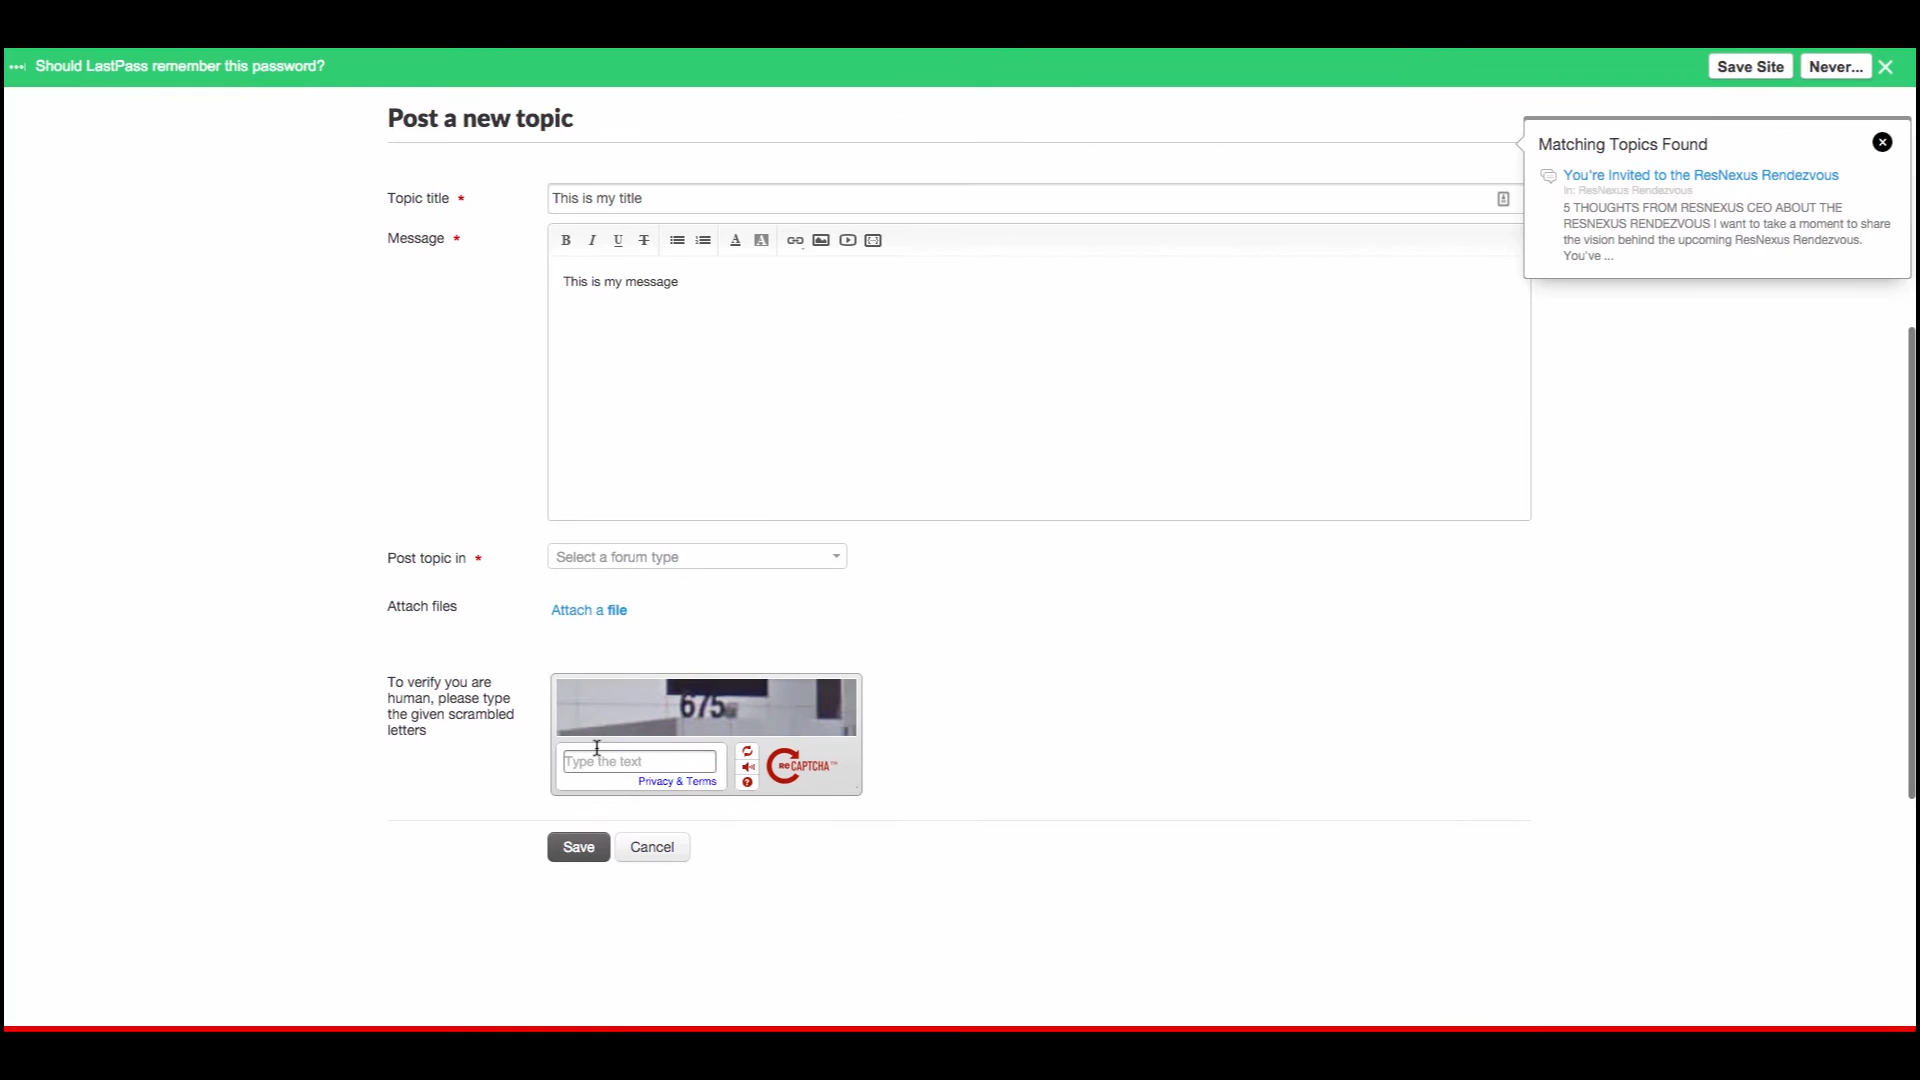 Should LastPass remember this password?
Save Site
Never...
Post a new topic
Matching Topics Found
You're Invited to the ResNexus Rendezvous
In: ResNexus Rendezvous
5 THOUGHTS FROM RESNEXUS CEO ABOUT THE
RESNEXUS RENDEZVOUS I want to take a moment to share
the vision behind the upcoming ResNexus Rendezvous.
You've ...
Topic title *
This is my title
Message *
B I U T A A
This is my message
Post topic in *
Select a forum type
Attach files
Attach a file
To verify you are
human, please type
the given scrambled
letters
675
Type the text
Privacy & Terms
reCAPTCHA™
Save
Cancel